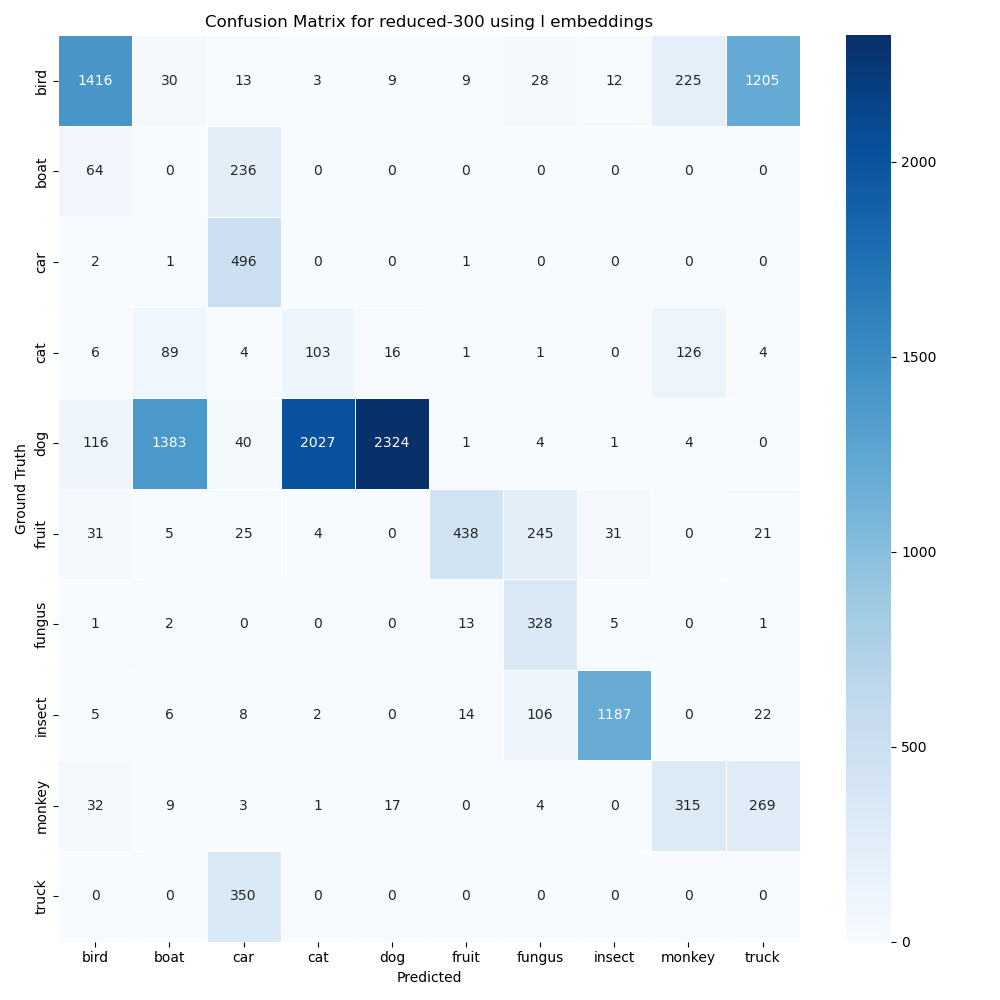 Confusion Matrix for reduced-300 using l embeddings
bird 1416 30 13 3 9 9 28 12 225 1205
boat 64 0 236 0 0 0 0 0 0 0
car 2 1 496 0 0 1 0 0 0 0
cat 6 89 4 103 16 1 1 0 126 4
dog 116 1383 40 2027 2324 1 4 1 4 0
fruit 31 5 25 4 0 438 245 31 0 21
fungus 1 2 0 0 0 13 328 5 0 1
insect 5 6 8 2 0 14 106 1187 0 22
monkey 32 9 3 1 17 0 4 0 315 269
truck 0 0 350 0 0 0 0 0 0 0
bird boat car cat dog fruit fungus insect monkey truck
Predicted
Ground Truth
2000
1500
1000
500
0